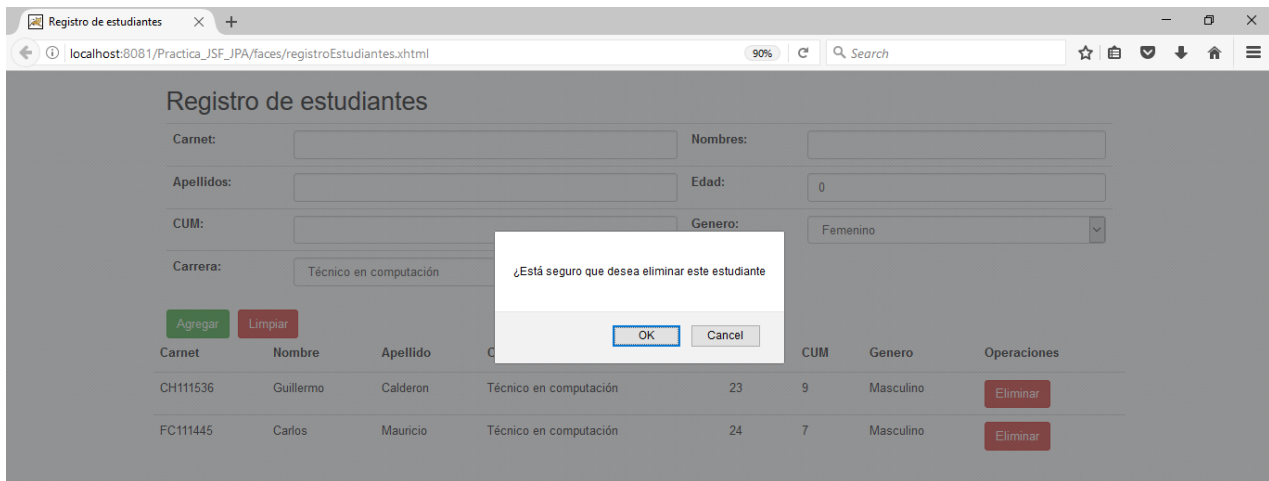 Registro de estudiantes
localhost:8081/Practica_JSF_JPA/faces/registroEstudiantes.xhtml 90% Search
Registro de estudiantes
Carnet: Nombres:
Apellidos: Edad: 0
CUM: Genero: Femenino
Carrera: Técnico en computación
¿Está seguro que desea eliminar este estudiante
OK Cancel
Agregar Limpiar
Carnet Nombre Apellido C CUM Genero Operaciones
CH111536 Guillermo Calderon Técnico en computación 23 9 Masculino Eliminar
FC111445 Carlos Mauricio Técnico en computación 24 7 Masculino Eliminar